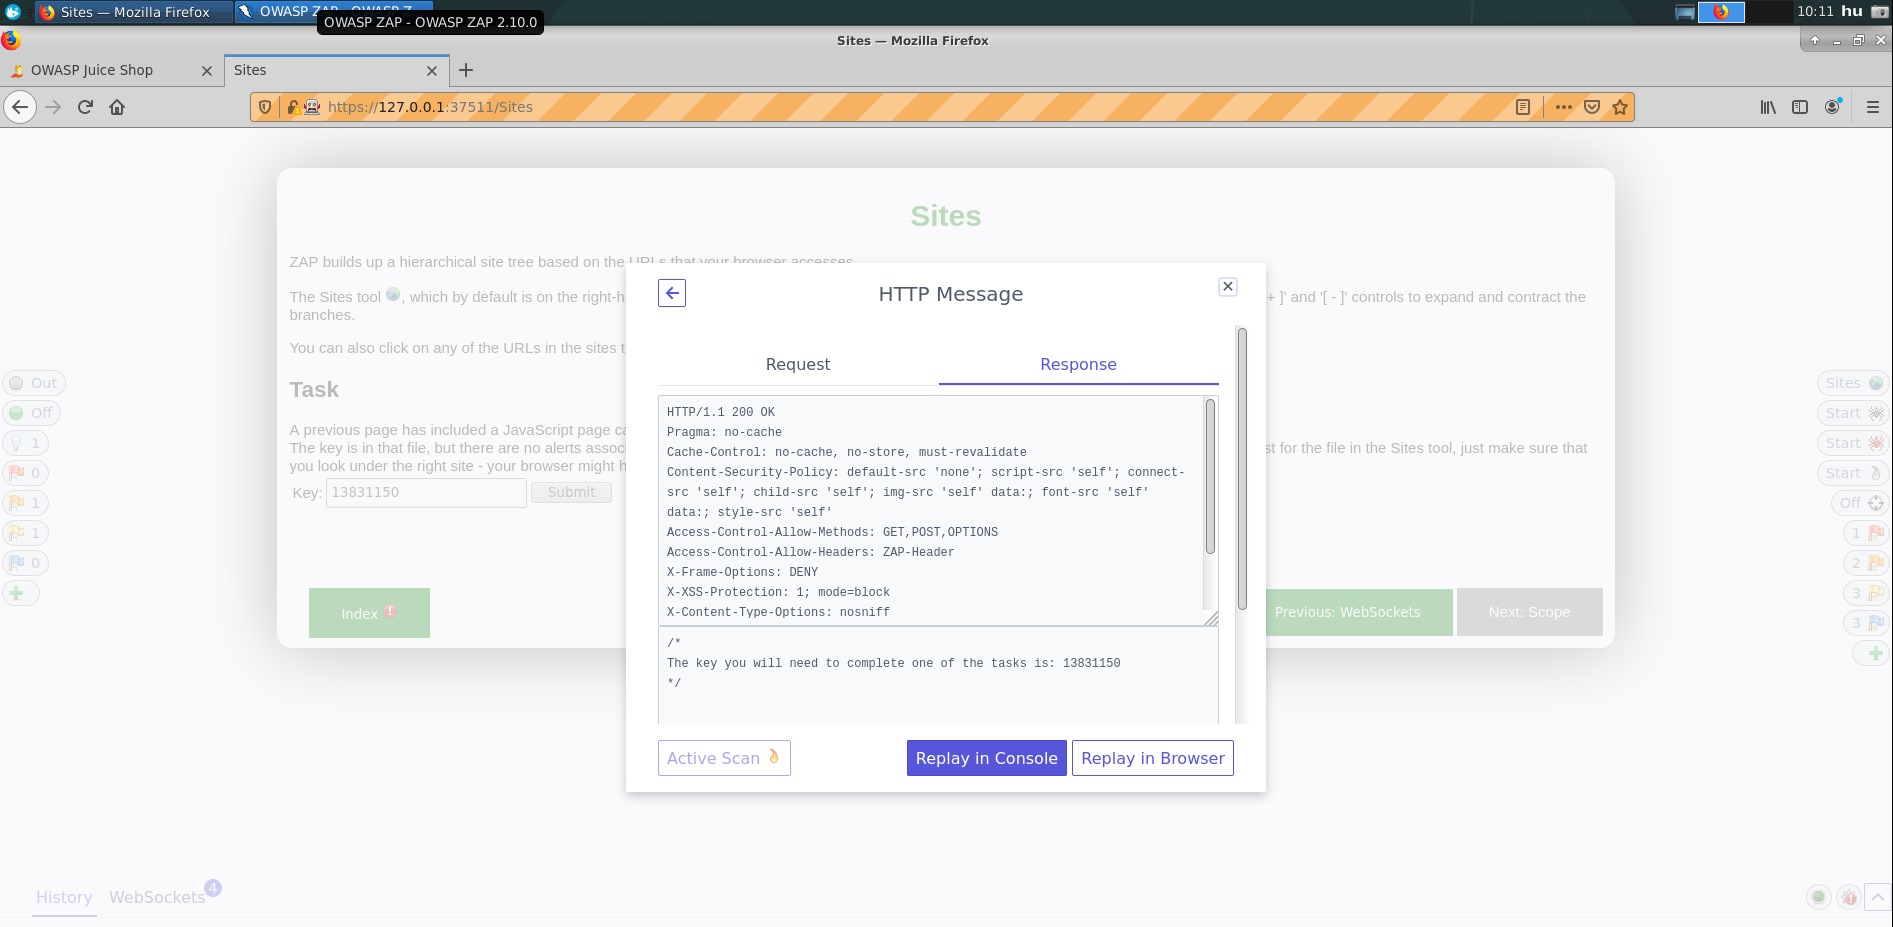 Sites — Mozilla Firefox
OWASP ZAP - OWASP Z...
10:11 hu
OWASP ZAP - OWASP ZAP 2.10.0
Sites — Mozilla Firefox
OWASP Juice Shop
Sites
https://127.0.0.1:37511/Sites
Sites
ZAP builds up a hierarchical site tree based on the URLs that your browser accesses.
The Sites tool , which by default is on the right-h
+ ]' and '[ - ]' controls to expand and contract the
branches.
You can also click on any of the URLs in the sites t
Task
A previous page has included a JavaScript page ca
The key is in that file, but there are no alerts assoc
st for the file in the Sites tool, just make sure that
you look under the right site - your browser might h
Key: 13831150 Submit
Index
Previous: WebSockets
Next: Scope
HTTP Message
Request
Response
HTTP/1.1 200 OK
Pragma: no-cache
Cache-Control: no-cache, no-store, must-revalidate
Content-Security-Policy: default-src 'none'; script-src 'self'; connect-
src 'self'; child-src 'self'; img-src 'self' data:; font-src 'self'
data:; style-src 'self'
Access-Control-Allow-Methods: GET,POST,OPTIONS
Access-Control-Allow-Headers: ZAP-Header
X-Frame-Options: DENY
X-XSS-Protection: 1; mode=block
X-Content-Type-Options: nosniff
/*
The key you will need to complete one of the tasks is: 13831150
*/
Active Scan
Replay in Console
Replay in Browser
Out
Off
1
0
1
1
0
Sites
Start
Start
Start
Off
1
2
3
3
History
WebSockets
4